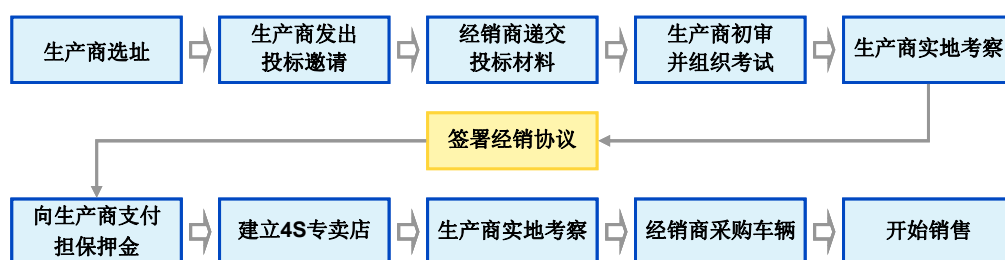 生产商选址
生产商发出
投标邀请
经销商递交
投标材料
生产商初审
并组织考试
生产商实地考察
签署经销协议
向生产商支付
担保押金
建立4S专卖店
生产商实地考察
经销商采购车辆
开始销售